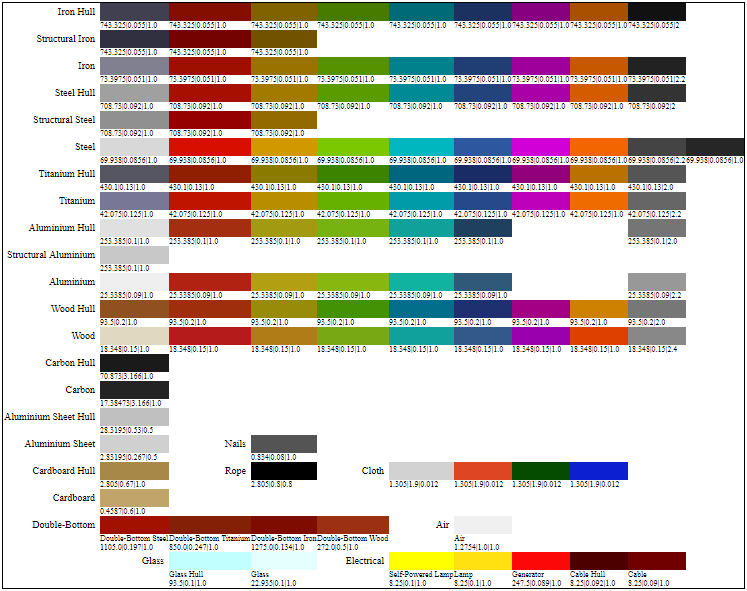 Iron Hull
743.325|0.055|1.0 743.325|0.055|1.0 743.325|0.055|1.0 743.325|0.055|1.0 743.325|0.055|1.0 743.325|0.055|1.0 743.325|0.055|1.0 743.325|0.055|1.0 743.325|0.055|2
Structural Iron
743.325|0.055|1.0 743.325|0.055|1.0 743.325|0.055|1.0
Iron
73.3975|0.051|1.0 73.3975|0.051|1.0 73.3975|0.051|1.0 73.3975|0.051|1.0 73.3975|0.051|1.0 73.3975|0.051|1.0 73.3975|0.051|1.0 73.3975|0.051|1.0 73.3975|0.051|2.2
Steel Hull
708.73|0.092|1.0 708.73|0.092|1.0 708.73|0.092|1.0 708.73|0.092|1.0 708.73|0.092|1.0 708.73|0.092|1.0 708.73|0.092|1.0 708.73|0.092|1.0 708.73|0.092|2
Structural Steel
708.73|0.092|1.0 708.73|0.092|1.0 708.73|0.092|1.0
Steel
69.938|0.0856|1.0 69.938|0.0856|1.0 69.938|0.0856|1.0 69.938|0.0856|1.0 69.938|0.0856|1.0 69.938|0.0856|1.0 69.938|0.0856|1.0 69.938|0.0856|1.0 69.938|0.0856|2.2 69.938|0.0856|1.0
Titanium Hull
430.1|0.13|1.0 430.1|0.13|1.0 430.1|0.13|1.0 430.1|0.13|1.0 430.1|0.13|1.0 430.1|0.13|1.0 430.1|0.13|1.0 430.1|0.13|1.0 430.1|0.13|2.0
Titanium
42.075|0.125|1.0 42.075|0.125|1.0 42.075|0.125|1.0 42.075|0.125|1.0 42.075|0.125|1.0 42.075|0.125|1.0 42.075|0.125|1.0 42.075|0.125|1.0 42.075|0.125|2.2
Aluminium Hull
253.385|0.1|1.0 253.385|0.1|1.0 253.385|0.1|1.0 253.385|0.1|1.0 253.385|0.1|1.0 253.385|0.1|1.0 253.385|0.1|2.0
Structural Aluminium
253.385|0.1|1.0
Aluminium
25.3385|0.09|1.0 25.3385|0.09|1.0 25.3385|0.09|1.0 25.3385|0.09|1.0 25.3385|0.09|1.0 25.3385|0.09|1.0 25.3385|0.09|2.2
Wood Hull
93.5|0.2|1.0 93.5|0.2|1.0 93.5|0.2|1.0 93.5|0.2|1.0 93.5|0.2|1.0 93.5|0.2|1.0 93.5|0.2|1.0 93.5|0.2|1.0 93.5|0.2|2.0
Wood
18.348|0.15|1.0 18.348|0.15|1.0 18.348|0.15|1.0 18.348|0.15|1.0 18.348|0.15|1.0 18.348|0.15|1.0 18.348|0.15|1.0 18.348|0.15|1.0 18.348|0.15|2.4
Carbon Hull
70.873|3.166|1.0
Carbon
17.38473|3.166|1.0
Aluminium Sheet Hull
28.3195|0.53|0.5
Aluminium Sheet Nails
2.83195|0.267|0.5 0.834|0.08|1.0
Cardboard Hull Rope Cloth
2.805|0.67|1.0 2.805|0.8|0.8 1.305|1.9|0.012 1.305|1.9|0.012 1.305|1.9|0.012 1.305|1.9|0.012
Cardboard
0.4587|0.6|1.0
Double-Bottom Air
Double-Bottom Steel Double-Bottom Titanium Double-Bottom Iron Double-Bottom Wood Air
1105.0|0.197|1.0 850.0|0.247|1.0 1275.0|0.134|1.0 272.0|0.5|1.0 1.2754|1.0|1.0
Glass Electrical
Glass Hull Glass Self-Powered Lamp Lamp Generator Cable Hull Cable
93.5|0.1|1.0 22.935|0.1|1.0 8.25|0.1|1.0 8.25|0.1|1.0 247.5|0.089|1.0 8.25|0.092|1.0 8.25|0.09|1.0